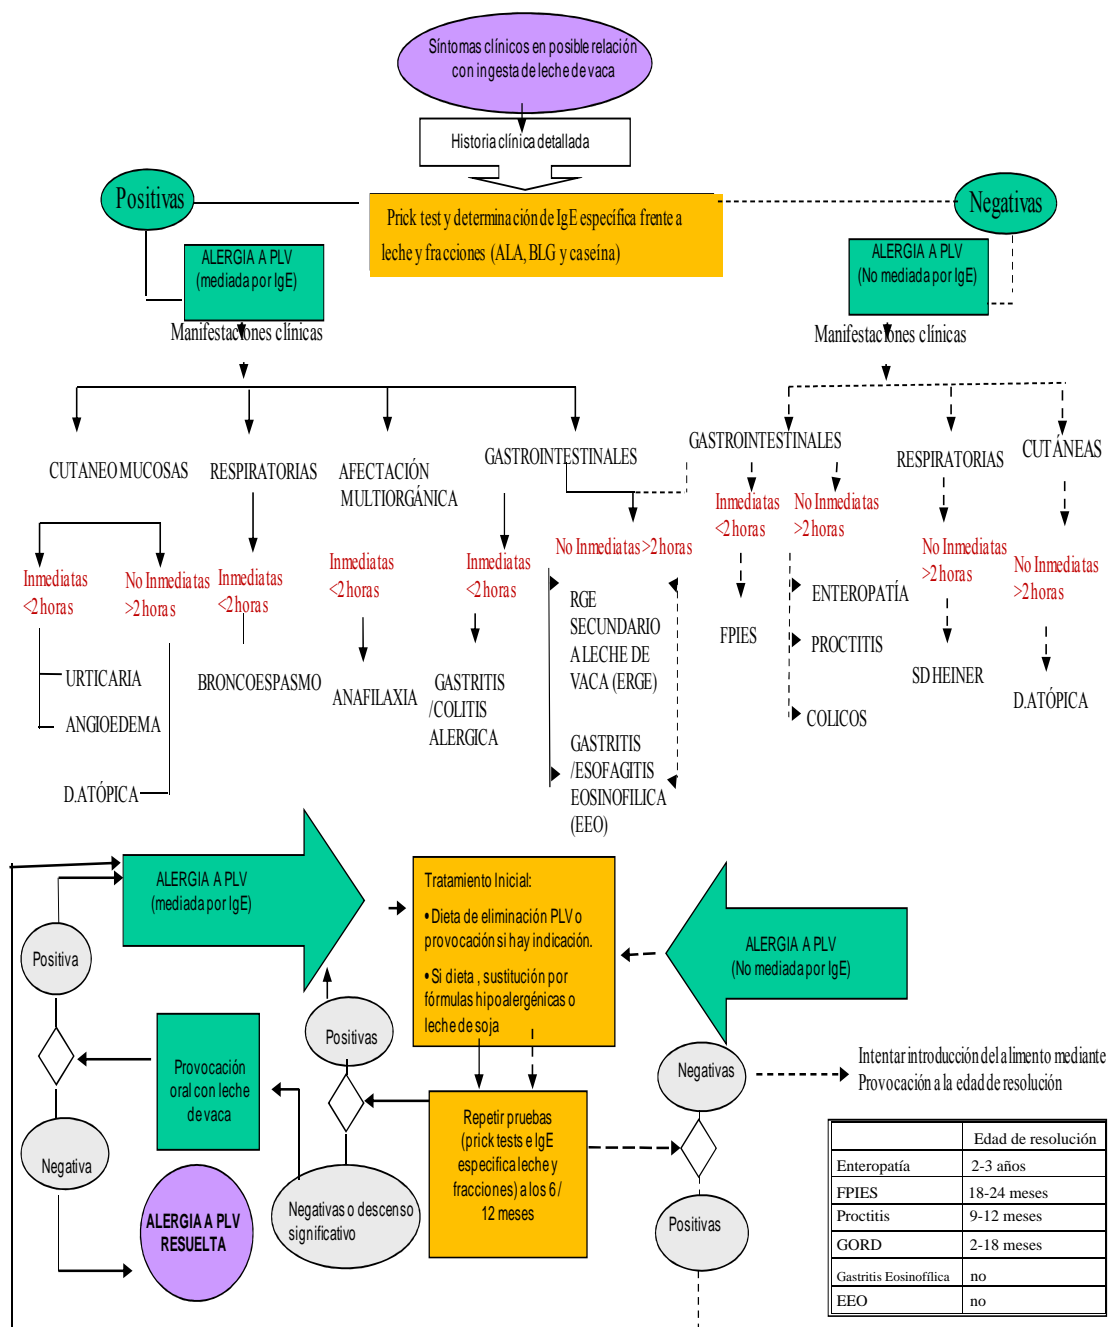 Síntomas clínicos en posible relación
con ingesta de leche de vaca
Historia clínica detallada
Positivas
Prick test y determinación de IgE específica frente a
leche y fracciones (ALA, BLG y caseína)
Negativas
ALERGIA A PLV
(mediada por IgE)
ALERGIA A PLV
(No mediada por IgE)
Manifestaciones clínicas
Manifestaciones clínicas
CUTANEO MUCOSAS
RESPIRATORIAS
AFECTACIÓN
MULTIORGÁNICA
GASTROINTESTINALES
GASTROINTESTINALES
RESPIRATORIAS
CUTÁNEAS
Inmediatas
<2 horas
No Inmediatas
>2 horas
Inmediatas
<2 horas
Inmediatas
<2 horas
Inmediatas
<2 horas
No Inmediatas >2 horas
Inmediatas
<2 horas
No Inmediatas
>2 horas
No Inmediatas
>2 horas
No Inmediatas
>2 horas
URTICARIA
ANGIOEDEMA
D.ATÓPICA
BRONCOESPASMO
ANAFILAXIA
GASTRITIS
/COLITIS
ALERGICA
RGE
SECUNDARIO
A LECHE DE
VACA (ERGE)
GASTRITIS
/ESOFAGITIS
EOSINOFILICA
(EEO)
FPIES
ENTEROPATÍA
PROCTITIS
COLICOS
SD HEINER
D.ATÓPICA
ALERGIA A PLV
(mediada por IgE)
Tratamiento Inicial:
• Dieta de eliminación PLV o
provocación si hay indicación.
• Si dieta , sustitución por
fórmulas hipoalergénicas o
leche de soja
ALERGIA A PLV
(No mediada por IgE)
Positiva
Negativa
Provocación
oral con leche
de vaca
ALERGIA A PLV
RESUELTA
Positivas
Negativas o descenso
significativo
Repetir pruebas
(prick tests e IgE
especifica leche y
fracciones) a los 6 /
12 meses
Negativas
Positivas
Intentar introducción del alimento mediante
Provocación a la edad de resolución
Edad de resolución
Enteropatía 2-3 años
FPIES 18-24 meses
Proctitis 9-12 meses
GORD 2-18 meses
Gastritis Eosinofílica no
EEO no